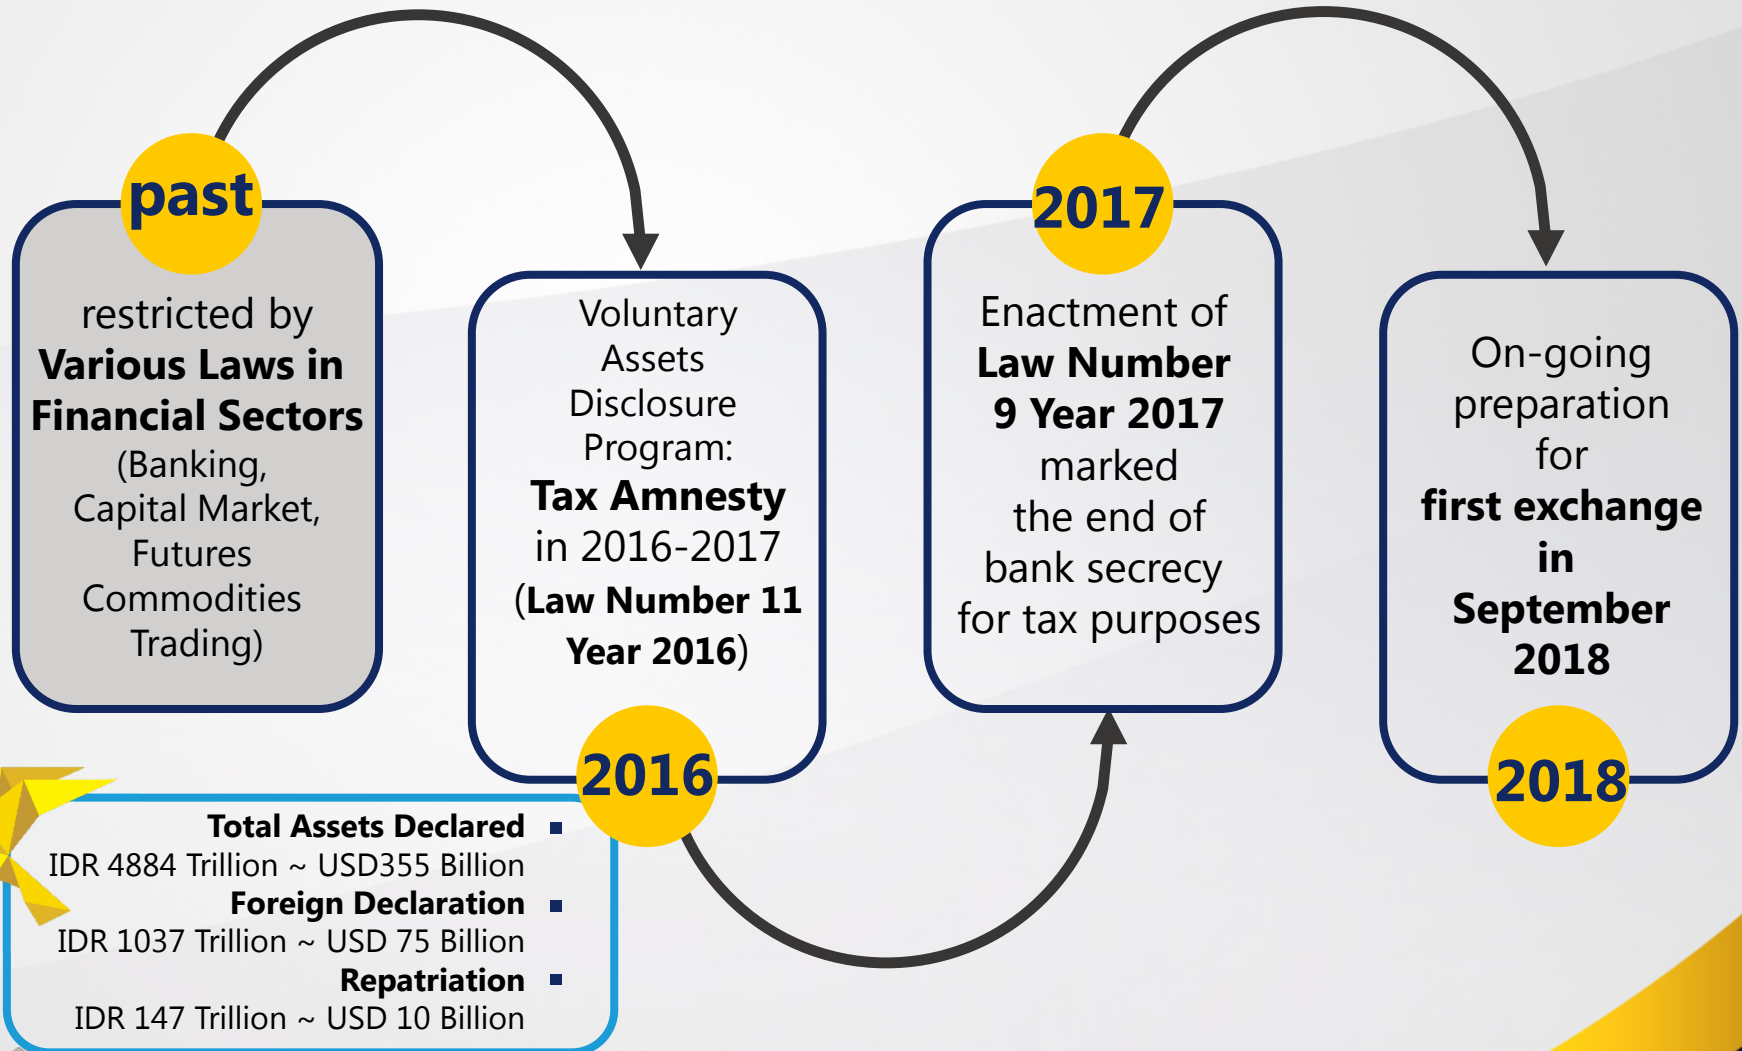 past
restricted by
Various Laws in
Financial Sectors
(Banking,
Capital Market,
Futures
Commodities
Trading)
Voluntary
Assets
Disclosure
Program:
Tax Amnesty
in 2016-2017
(Law Number 11
Year 2016)
2016
Total Assets Declared
IDR 4884 Trillion ~ USD355 Billion
Foreign Declaration
IDR 1037 Trillion ~ USD 75 Billion
Repatriation
IDR 147 Trillion ~ USD 10 Billion
2017
Enactment of
Law Number
9 Year 2017
marked
the end of
bank secrecy
for tax purposes
On-going
preparation
for
first exchange
in
September
2018
2018